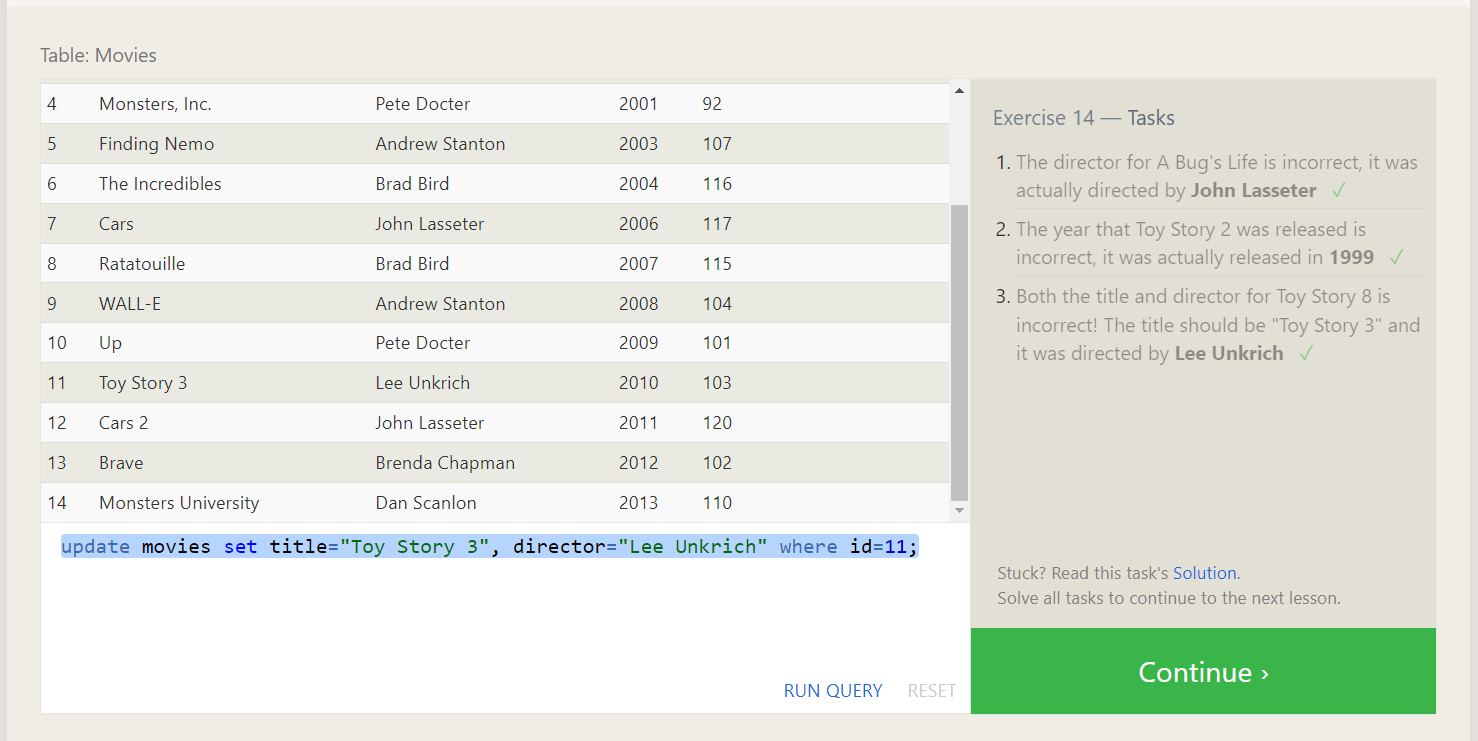 Table: Movies
4 Monsters, Inc. Pete Docter 2001 92
5 Finding Nemo Andrew Stanton 2003 107
6 The Incredibles Brad Bird 2004 116
7 Cars John Lasseter 2006 117
8 Ratatouille Brad Bird 2007 115
9 WALL-E Andrew Stanton 2008 104
10 Up Pete Docter 2009 101
11 Toy Story 3 Lee Unkrich 2010 103
12 Cars 2 John Lasseter 2011 120
13 Brave Brenda Chapman 2012 102
14 Monsters University Dan Scanlon 2013 110
update movies set title="Toy Story 3", director="Lee Unkrich" where id=11;
RUN QUERY RESET
Exercise 14 — Tasks
1. The director for A Bug's Life is incorrect, it was
actually directed by John Lasseter ✓
2. The year that Toy Story 2 was released is
incorrect, it was actually released in 1999 ✓
3. Both the title and director for Toy Story 8 is
incorrect! The title should be "Toy Story 3" and
it was directed by Lee Unkrich ✓
Stuck? Read this task's Solution.
Solve all tasks to continue to the next lesson.
Continue ›